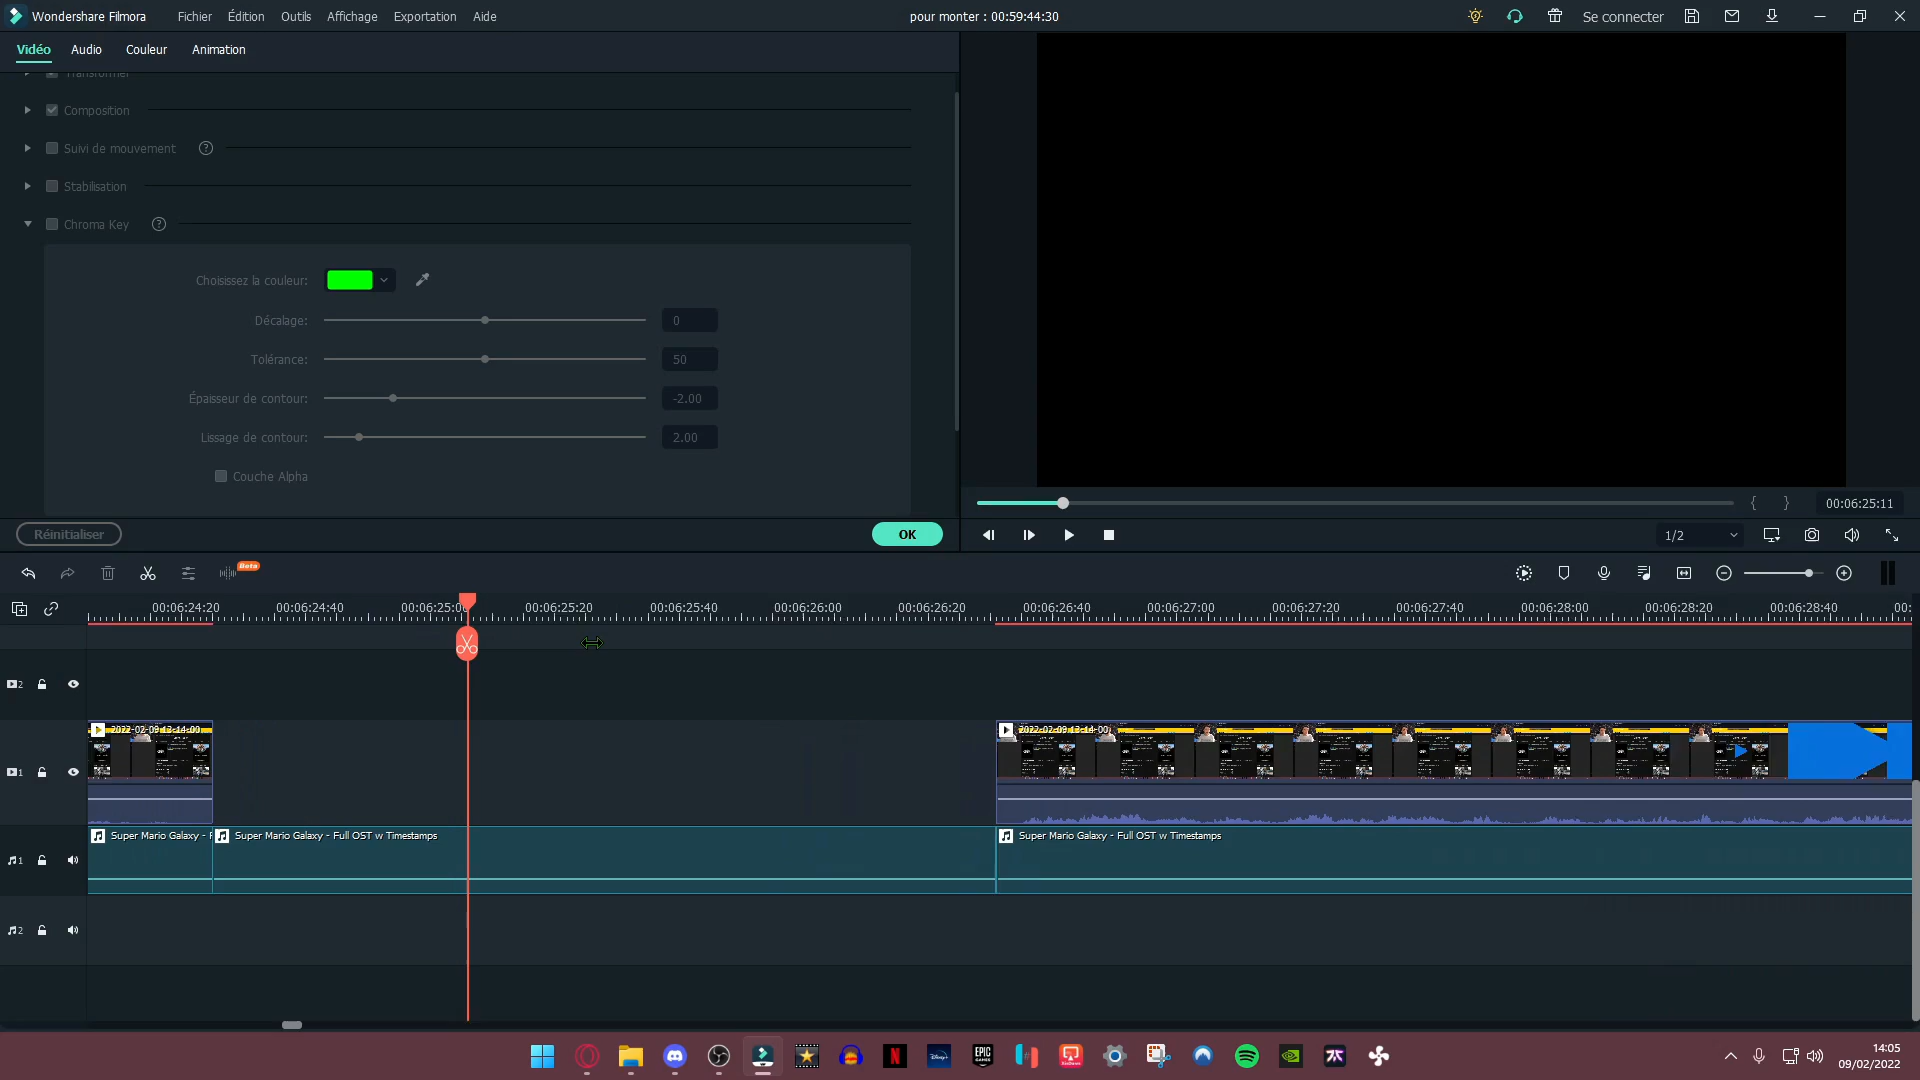 Wondershare Filmora
Fichier
Édition
Outils
Affichage
Exportation
Aide
pour monter : 00:59:44:30
Se connecter
Vidéo
Audio
Couleur
Animation
Transformer
Composition
Suivi de mouvement
Stabilisation
Chroma Key
Choisissez la couleur:
Décalage:
0
Tolérance:
50
Épaisseur de contour:
-2.00
Lissage de contour:
2.00
Couche Alpha
Réinitialiser
OK
00:06:25:11
1/2
Beta
00:06:24:20
00:06:24:40
00:06:25:00
00:06:25:20
00:06:25:40
00:06:26:00
00:06:26:20
00:06:26:40
00:06:27:00
00:06:27:20
00:06:27:40
00:06:28:00
00:06:28:20
00:06:28:40
00:
2
1
2022-02-09 13-14-00
2022-02-09 13-14-00
1
Super Mario Galaxy - F
Super Mario Galaxy - Full OST w Timestamps
Super Mario Galaxy - Full OST w Timestamps
2
14:05
09/02/2022